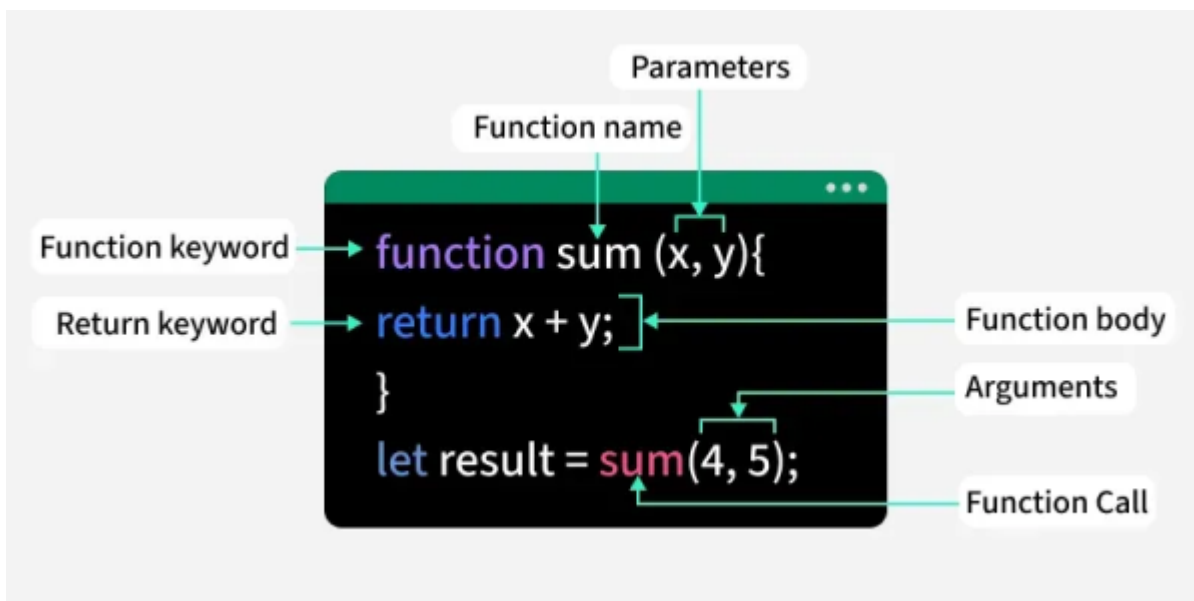 Parameters
Function name
Function keyword
function sum (x, y){
Return keyword
return x + y;
Function body
}
Arguments
let result = sum(4, 5);
Function Call